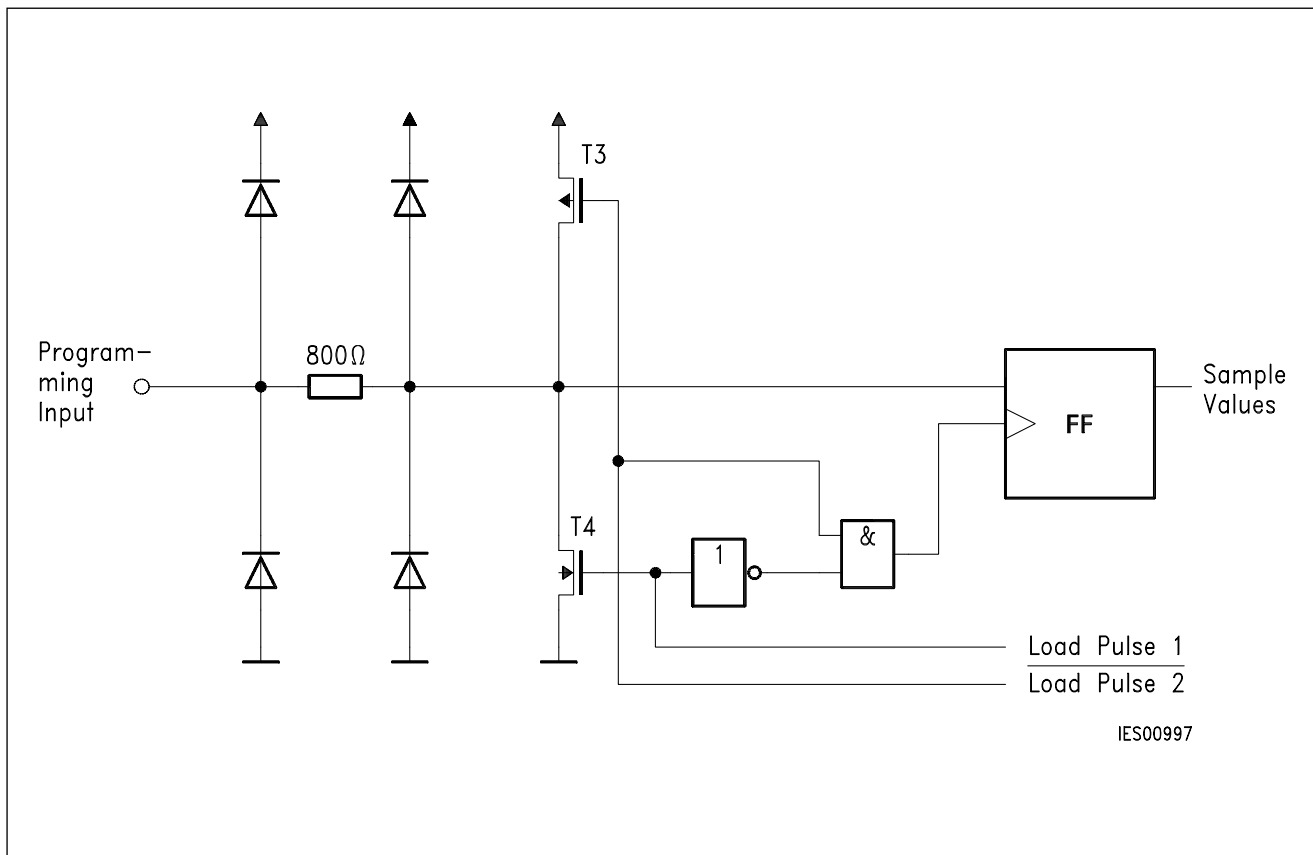 T3
Program-
ming
Input
800Ω
FF
Sample
Values
T4
1
&
Load Pulse 1
Load Pulse 2
IES00997